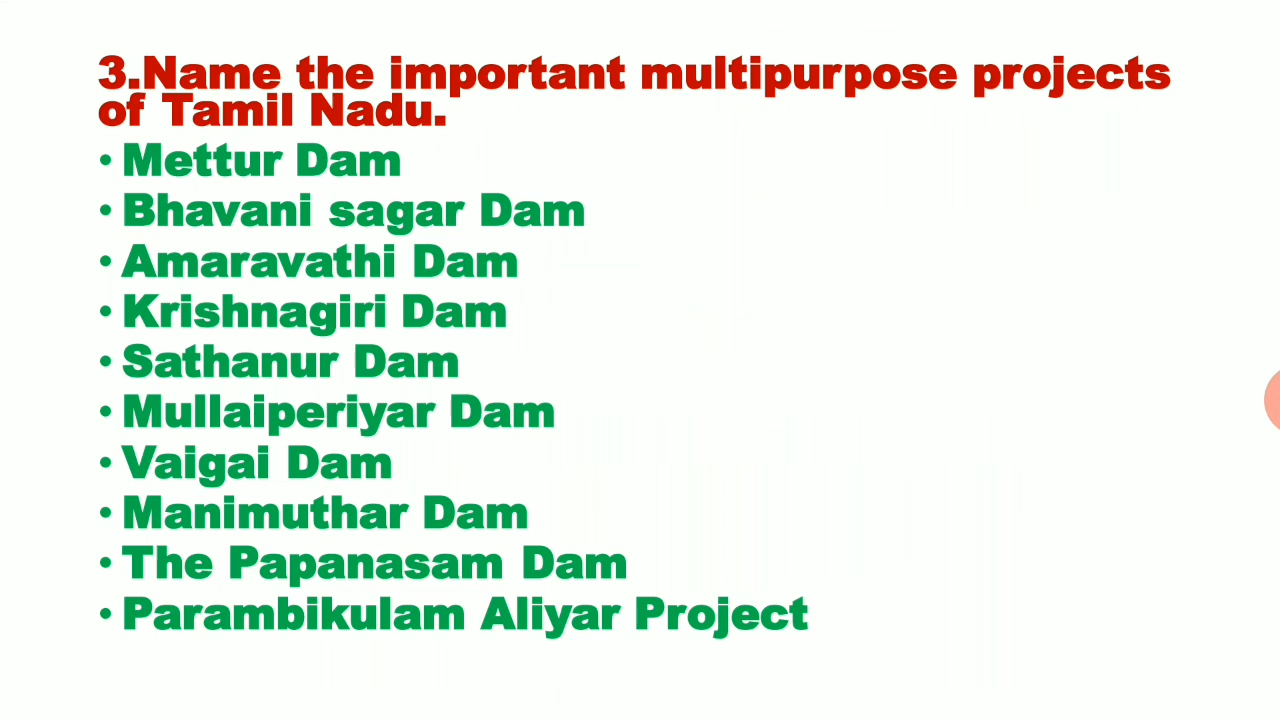 3.Name the important multipurpose projects
of Tamil Nadu.
• Mettur Dam
• Bhavani sagar Dam
• Amaravathi Dam
• Krishnagiri Dam
• Sathanur Dam
• Mullaiperiyar Dam
• Vaigai Dam
• Manimuthar Dam
• The Papanasam Dam
• Parambikulam Aliyar Project